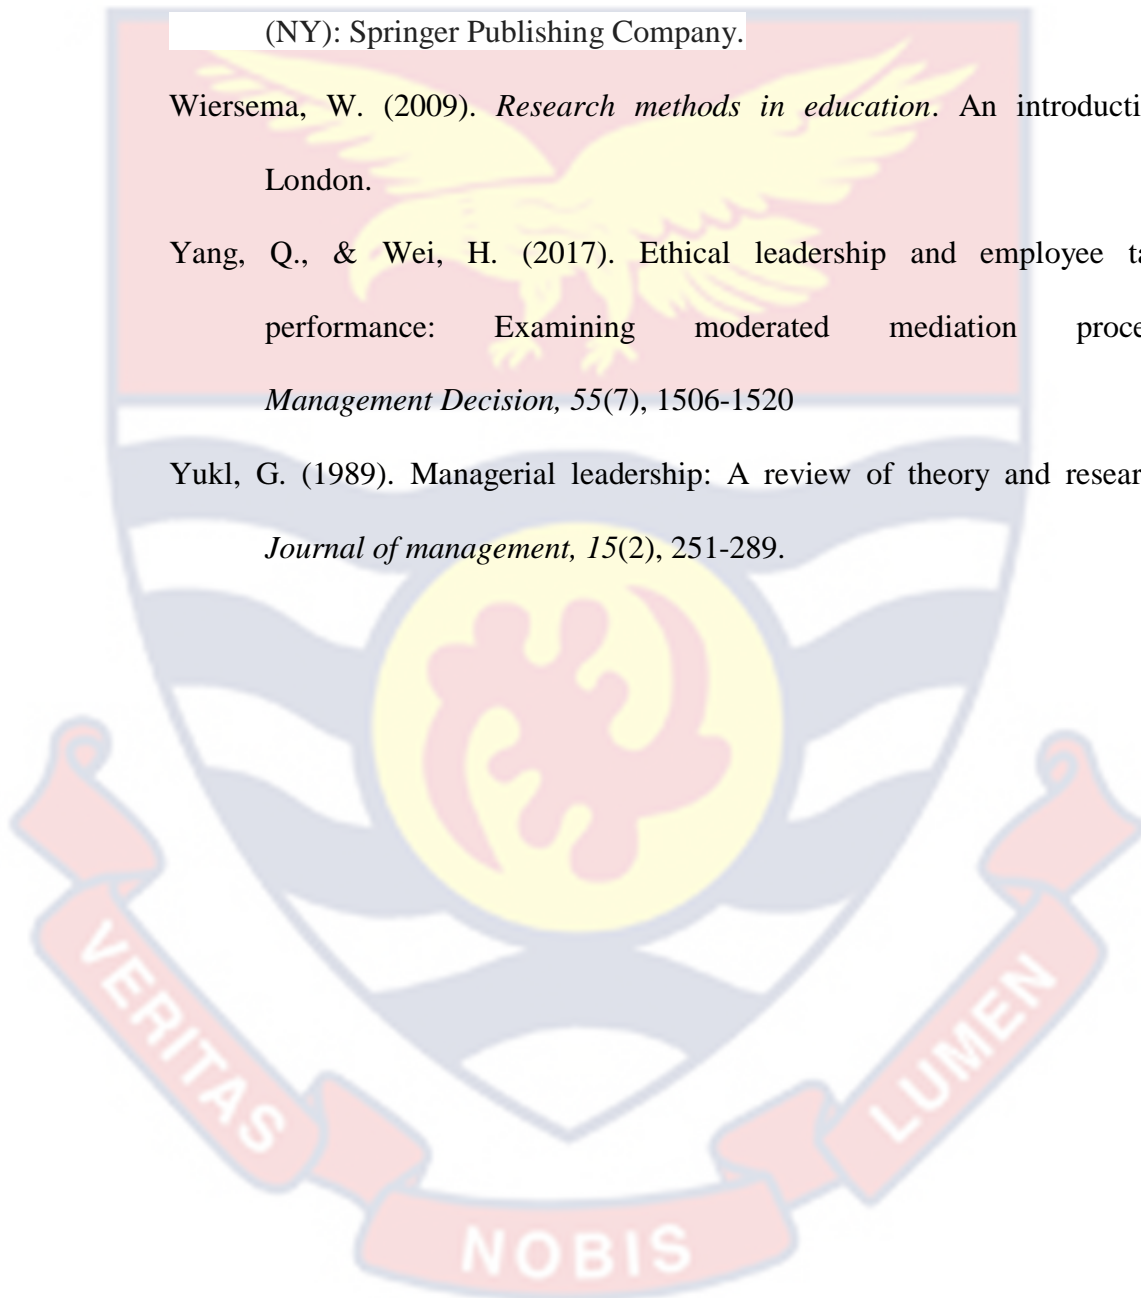 (NY): Springer Publishing Company.
Wiersema, W. (2009). Research methods in education. An introducti
London.
Yang, Q., & Wei, H. (2017). Ethical leadership and employee ta
performance: Examining moderated mediation proce
Management Decision, 55(7), 1506-1520
Yukl, G. (1989). Managerial leadership: A review of theory and resear
Journal of management, 15(2), 251-289.
VERITAS
NOBIS
LUMEN